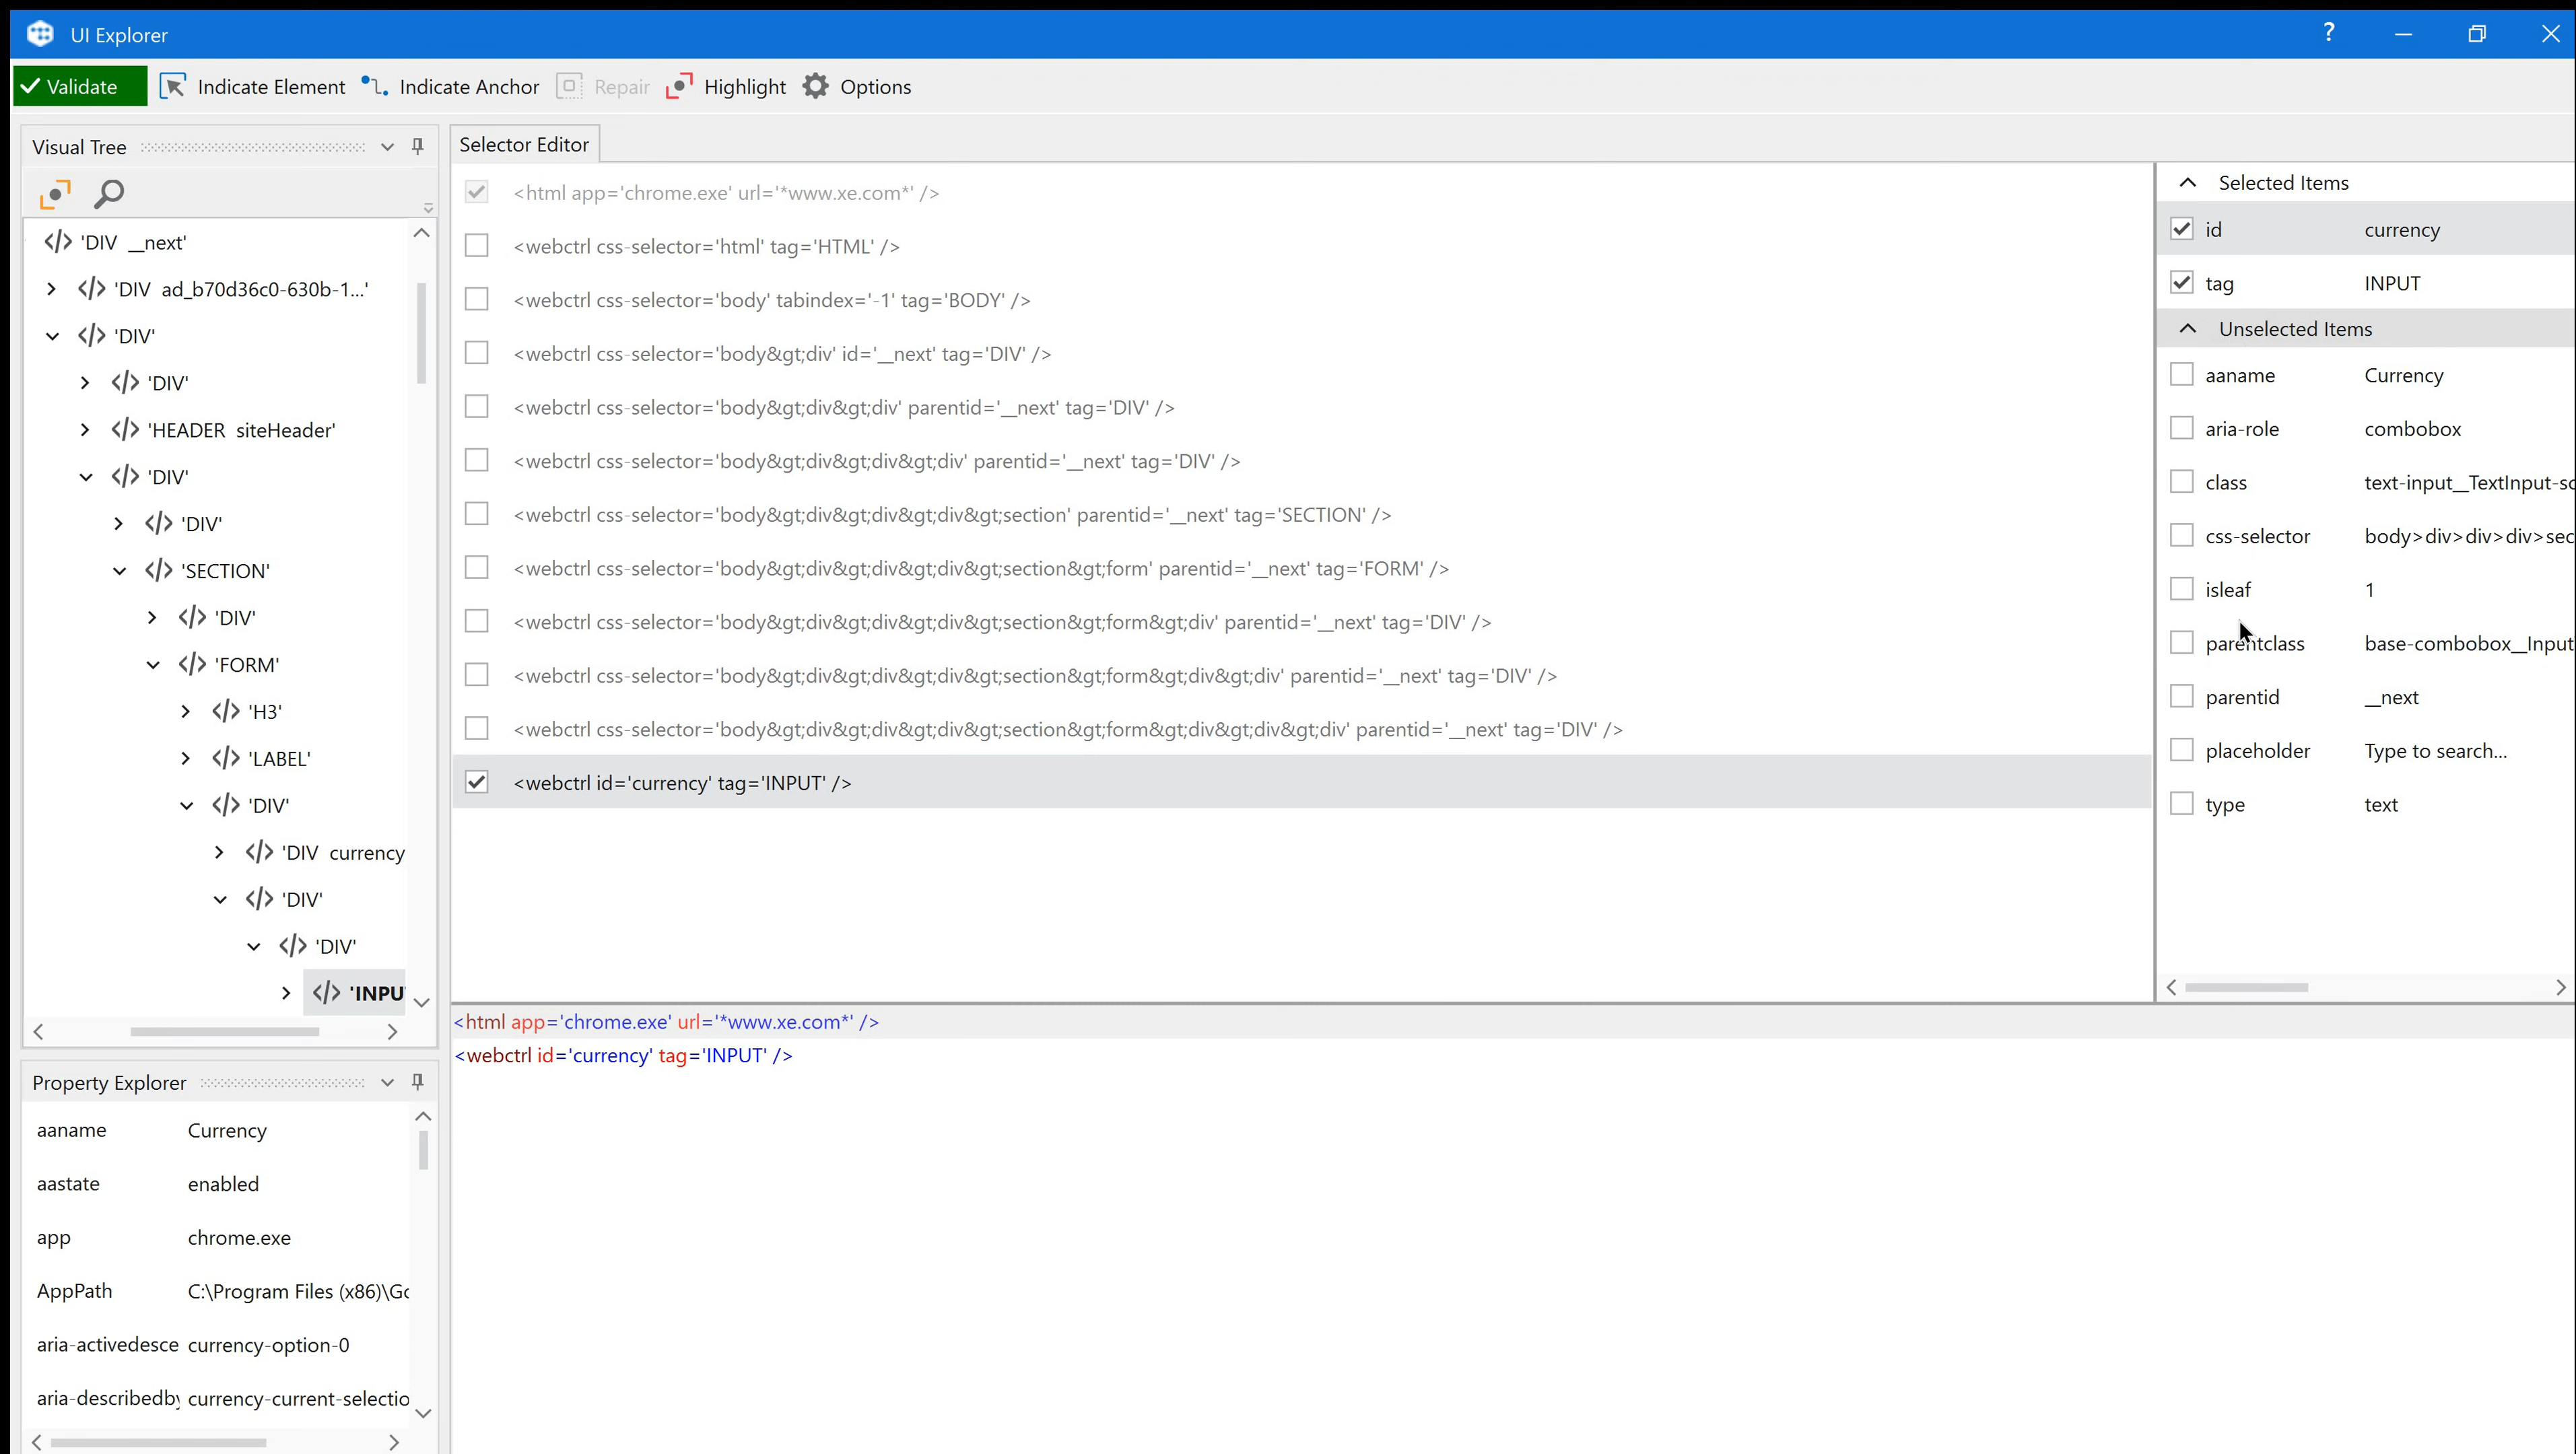 UI Explorer
?
Validate Indicate Element Indicate Anchor Repair Highlight Options
Visual Tree
</> 'DIV __next'
</> 'DIV ad_b70d36c0-630b-1...'
</> 'DIV'
</> 'DIV'
</> 'HEADER siteHeader'
</> 'DIV'
</> 'DIV'
</> 'SECTION'
</> 'DIV'
</> 'FORM'
</> 'H3'
</> 'LABEL'
</> 'DIV'
</> 'DIV currency
</> 'DIV'
</> 'DIV'
</> 'INPU
Property Explorer
aaname Currency
aastate enabled
app chrome.exe
AppPath C:\Program Files (x86)\Go
aria-activedesce currency-option-0
aria-describedby currency-current-selectio
Selector Editor
<html app='chrome.exe' url='*www.xe.com*' />
<webctrl css-selector='html' tag='HTML' />
<webctrl css-selector='body' tabindex='-1' tag='BODY' />
<webctrl css-selector='body&gt;div' id='__next' tag='DIV' />
<webctrl css-selector='body&gt;div&gt;div' parentid='__next' tag='DIV' />
<webctrl css-selector='body&gt;div&gt;div&gt;div' parentid='__next' tag='DIV' />
<webctrl css-selector='body&gt;div&gt;div&gt;div&gt;section' parentid='__next' tag='SECTION' />
<webctrl css-selector='body&gt;div&gt;div&gt;div&gt;section&gt;form' parentid='__next' tag='FORM' />
<webctrl css-selector='body&gt;div&gt;div&gt;div&gt;section&gt;form&gt;div' parentid='__next' tag='DIV' />
<webctrl css-selector='body&gt;div&gt;div&gt;div&gt;section&gt;form&gt;div&gt;div' parentid='__next' tag='DIV' />
<webctrl css-selector='body&gt;div&gt;div&gt;div&gt;section&gt;form&gt;div&gt;div&gt;div' parentid='__next' tag='DIV' />
<webctrl id='currency' tag='INPUT' />
Selected Items
id currency
tag INPUT
Unselected Items
aaname Currency
aria-role combobox
class text-input__TextInput-sc
css-selector body>div>div>div>sec
isleaf 1
parentclass base-combobox__Input
parentid __next
placeholder Type to search...
type text
<html app='chrome.exe' url='*www.xe.com*' />
<webctrl id='currency' tag='INPUT' />